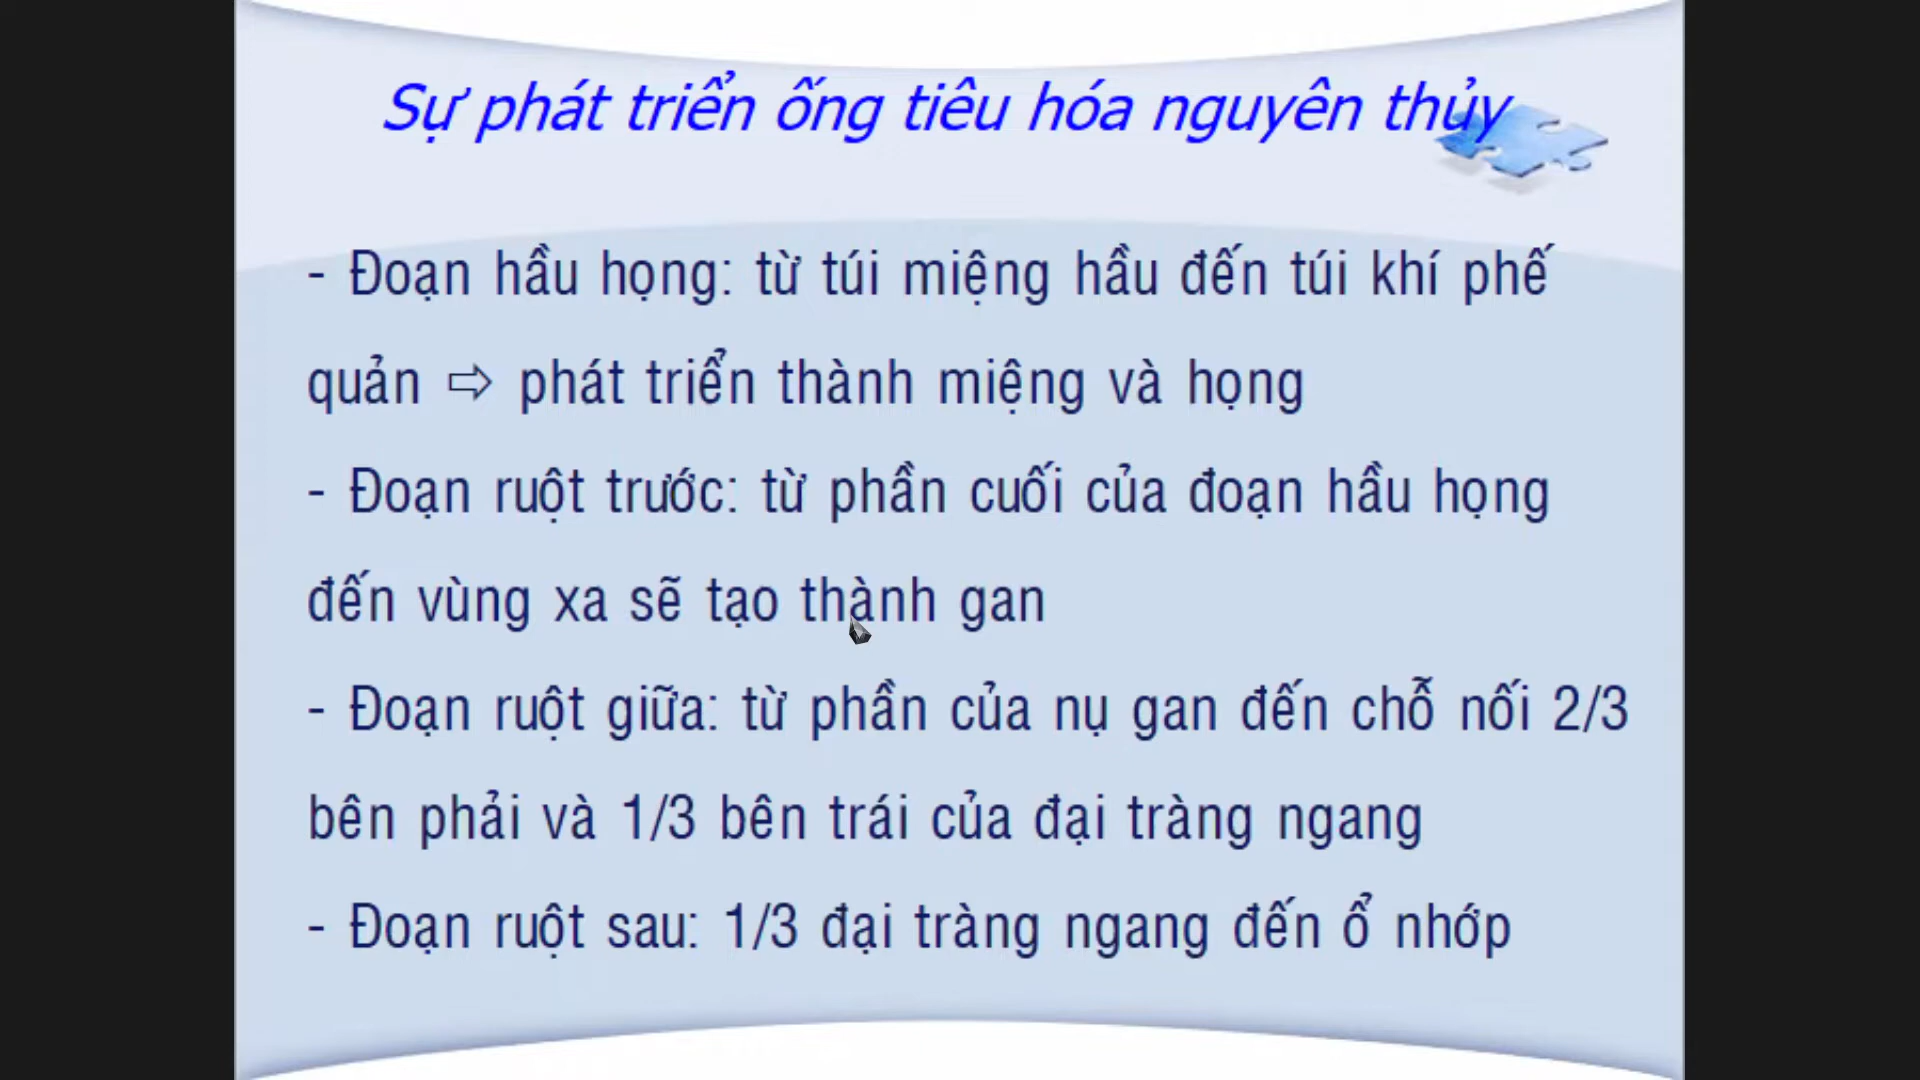 Sự phát triển ống tiêu hóa nguyên thủy
- Đoạn hầu họng: từ túi miệng hầu đến túi khí phế
quản ⇨ phát triển thành miệng và họng
- Đoạn ruột trước: từ phần cuối của đoạn hầu họng
đến vùng xa sẽ tạo thành gan
- Đoạn ruột giữa: từ phần của nụ gan đến chỗ nối 2/3
bên phải và 1/3 bên trái của đại tràng ngang
- Đoạn ruột sau: 1/3 đại tràng ngang đến ổ nhớp